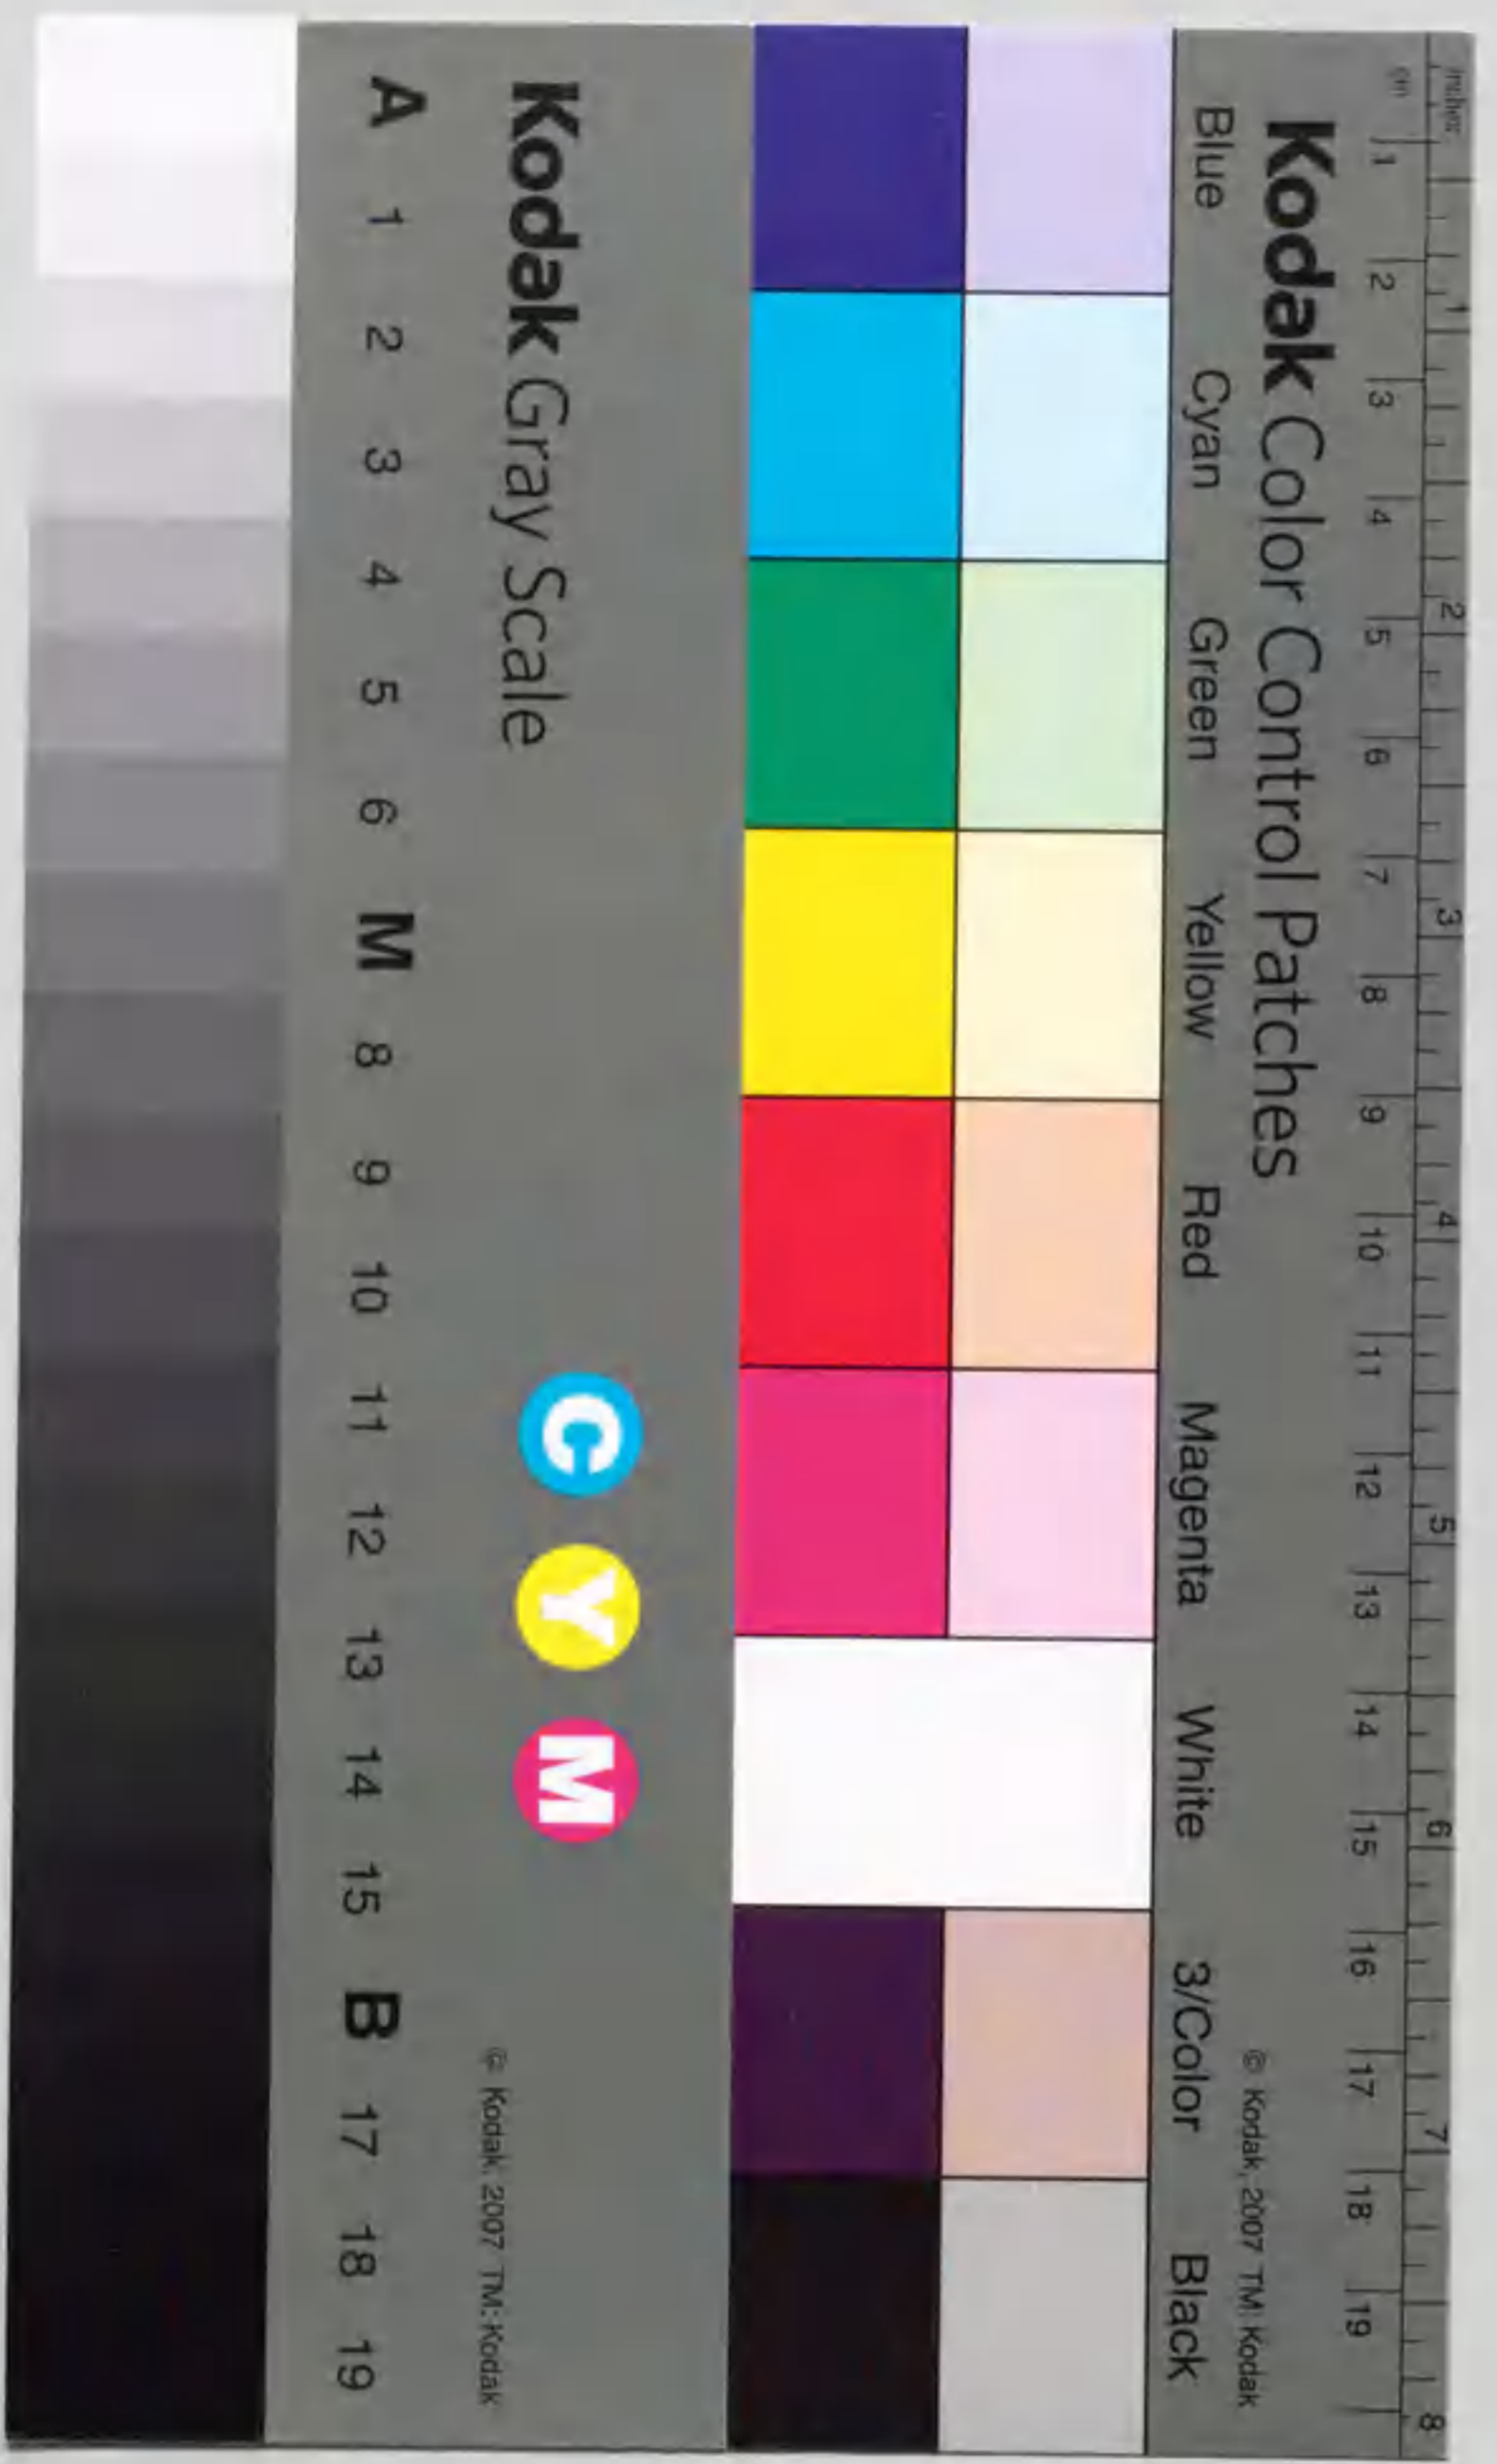 inches 1 2 3 4 5 6 7 8
cm 1 2 3 4 5 6 7 8 9 10 11 12 13 14 15 16 17 18 19
Kodak Color Control Patches
© Kodak, 2007 TM: Kodak
Blue Cyan Green Yellow Red Magenta White 3/Color Black
Kodak Gray Scale
C Y M
© Kodak, 2007 TM: Kodak
A 1 2 3 4 5 6 M 8 9 10 11 12 13 14 15 B 17 18 19